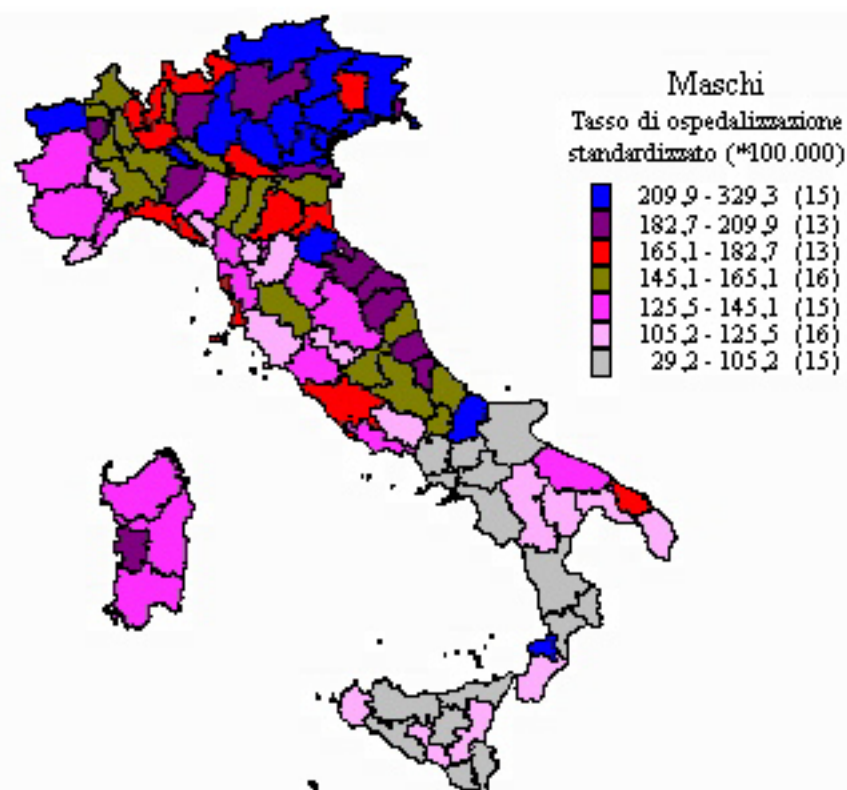 Maschi
Tasso di ospedalizzazione
standardizzato (*100.000)
209,9 - 329,3 (15)
182,7 - 209,9 (13)
165,1 - 182,7 (13)
145,1 - 165,1 (16)
125,5 - 145,1 (15)
105,2 - 125,5 (16)
29,2 - 105,2 (15)